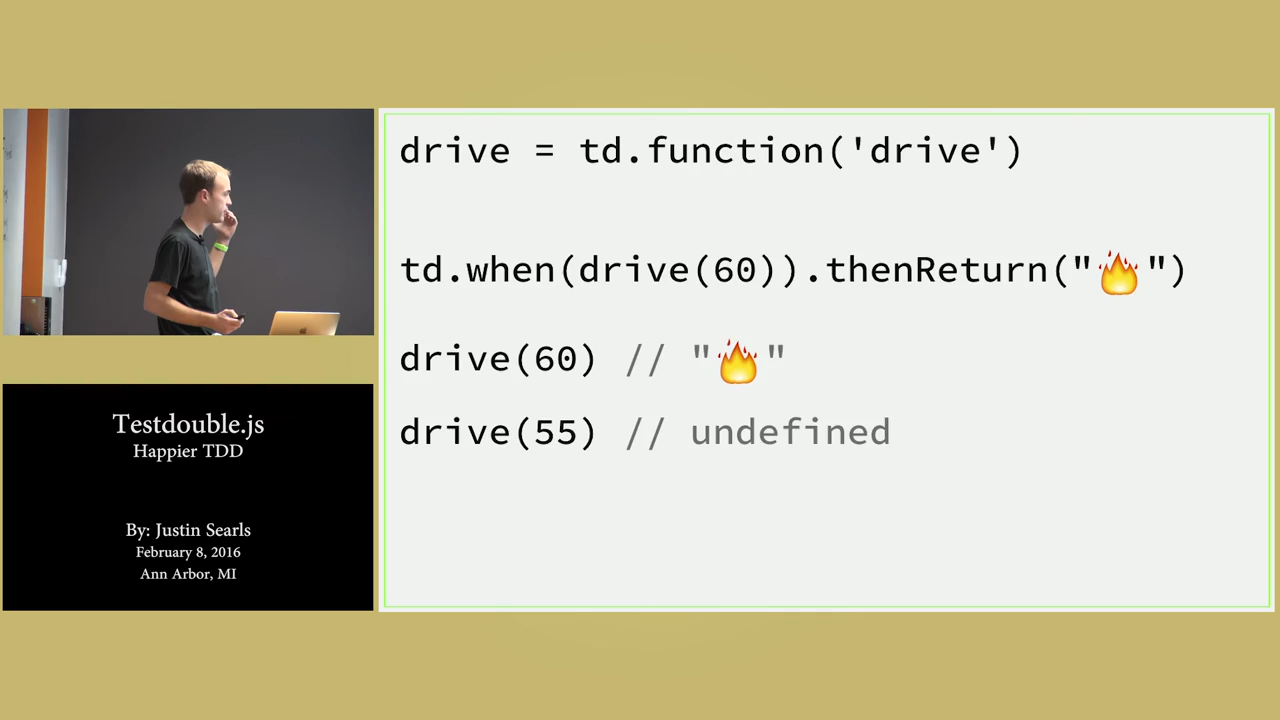 drive = td.function('drive')
td.when(drive(60)).thenReturn("🔥")
drive(60) // "🔥"
drive(55) // undefined
Testdouble.js
Happier TDD
By: Justin Searls
February 8, 2016
Ann Arbor, MI